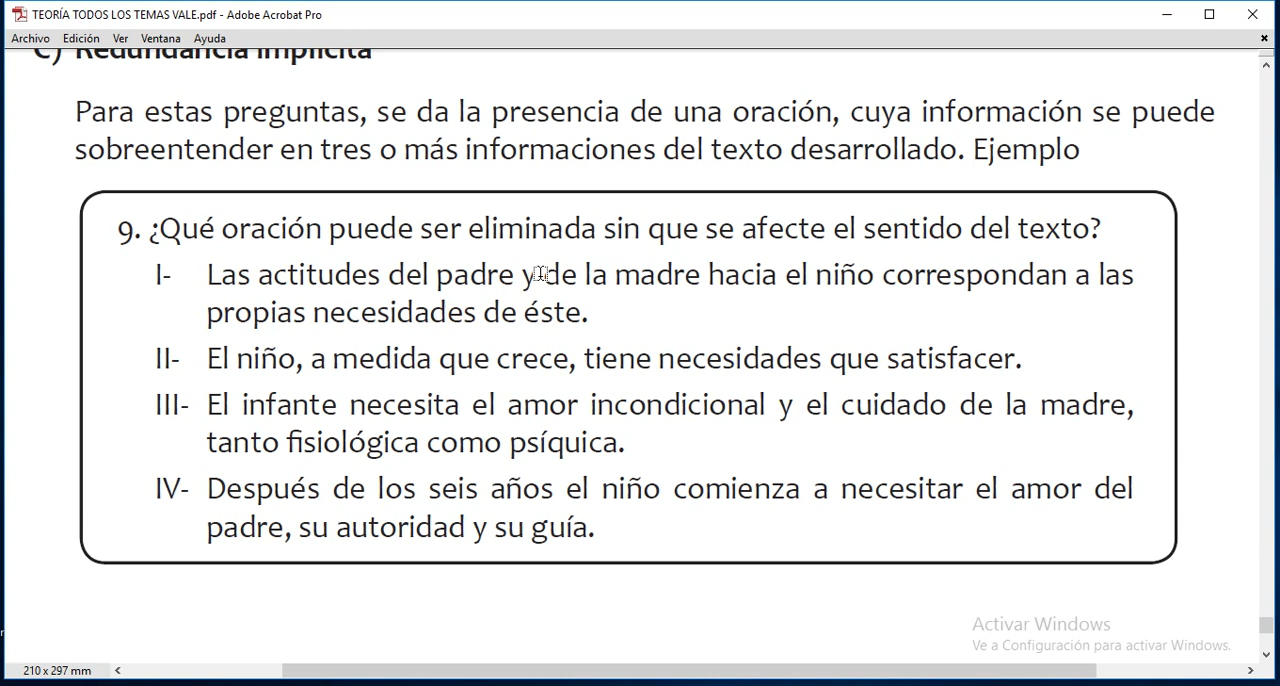 TEORÍA TODOS LOS TEMAS VALE.pdf - Adobe Acrobat Pro
Archivo Edición Ver Ventana Ayuda
C) Redundancia implícita
Para estas preguntas, se da la presencia de una oración, cuya información se puede
sobreentender en tres o más informaciones del texto desarrollado. Ejemplo
9. ¿Qué oración puede ser eliminada sin que se afecte el sentido del texto?
I- Las actitudes del padre y de la madre hacia el niño correspondan a las
propias necesidades de éste.
II- El niño, a medida que crece, tiene necesidades que satisfacer.
III- El infante necesita el amor incondicional y el cuidado de la madre,
tanto fisiológica como psíquica.
IV- Después de los seis años el niño comienza a necesitar el amor del
padre, su autoridad y su guía.
Activar Windows
Ve a Configuración para activar Windows.
210 x 297 mm